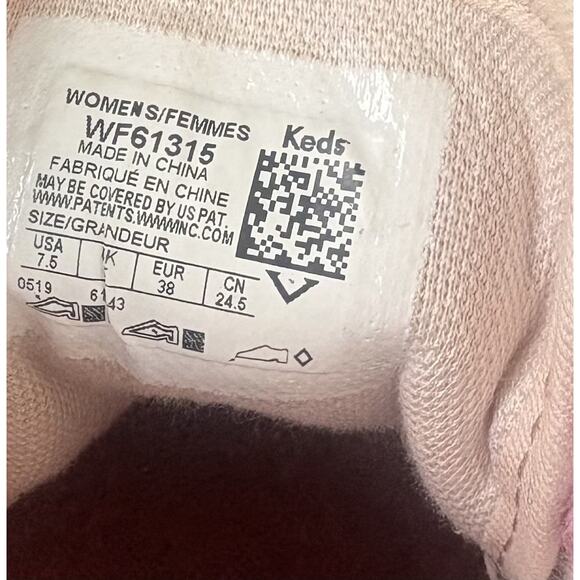 WOMENS/FEMMES
WF61315
MADE IN CHINA
FABRIQUÉ EN CHINE
MAY BE COVERED BY US PAT.
WWW.PATENTS.WWWINC.COM
SIZE/GRANDEUR
Keds
USA EUR CN
7.5 38 24.5
0519